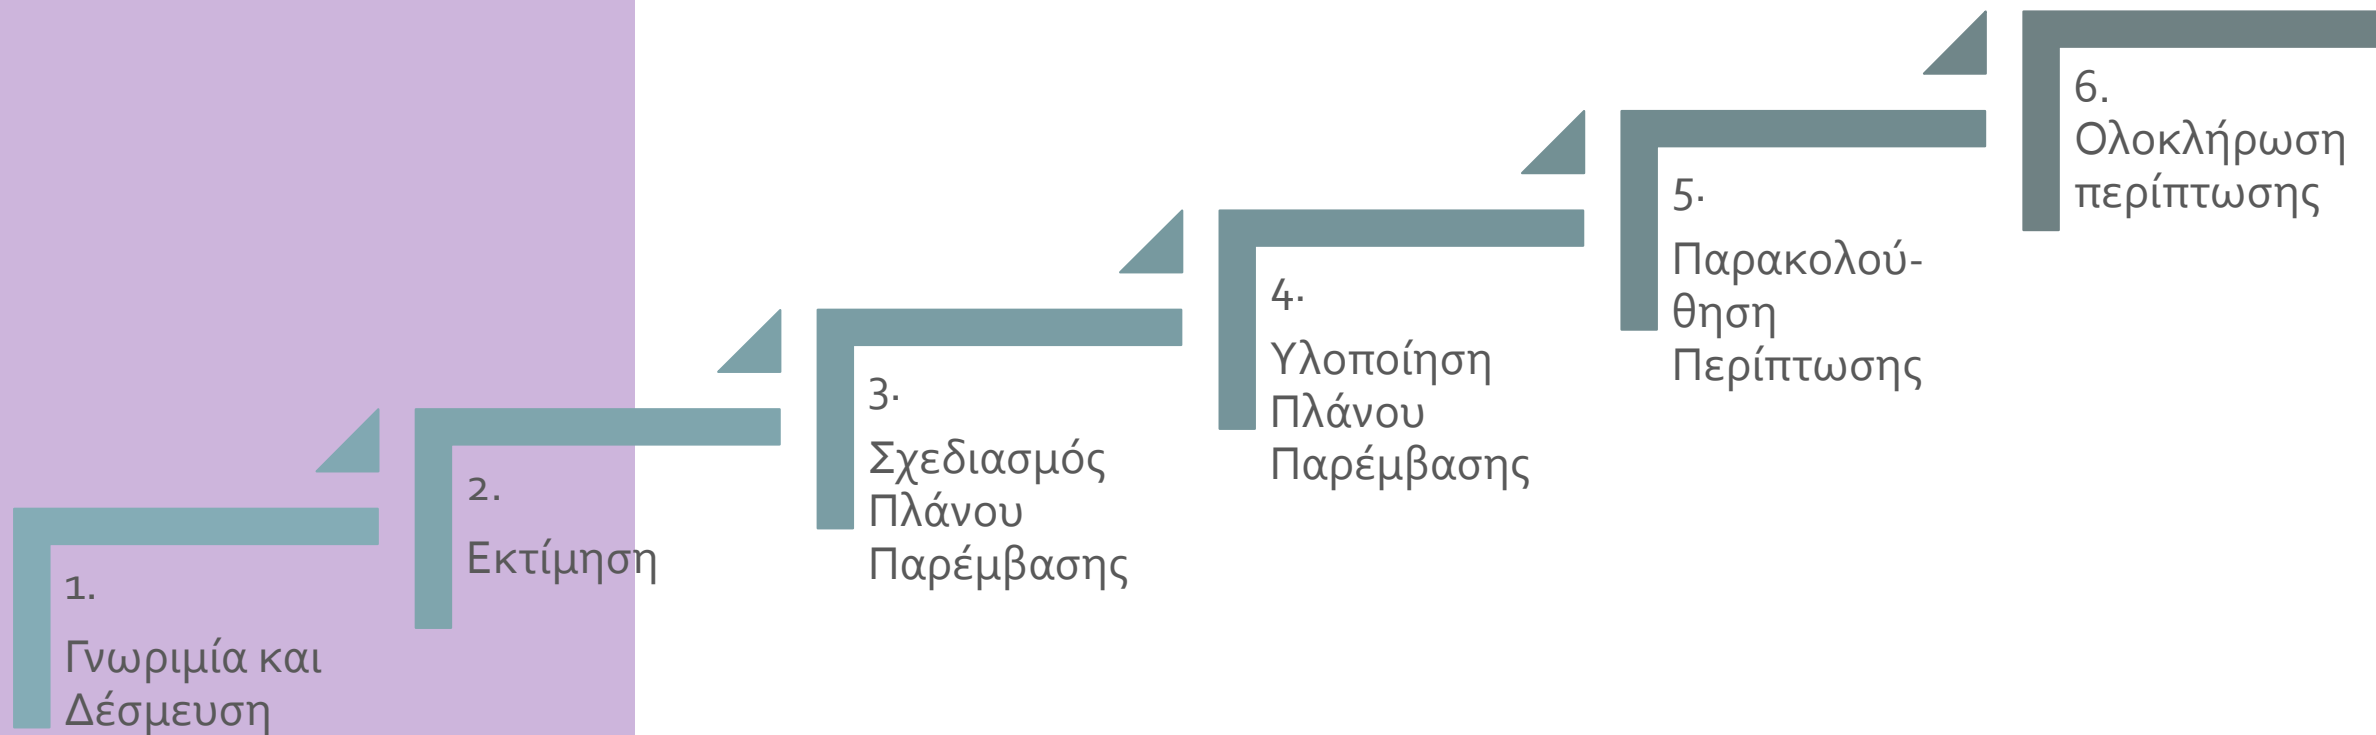 1.
Γνωριμία και
Δέσμευση
2.
Εκτίμηση
3.
Σχεδιασμός
Πλάνου
Παρέμβασης
4.
Υλοποίηση
Πλάνου
Παρέμβασης
5.
Παρακολού-
θηση
Περίπτωσης
6.
Ολοκλήρωση
περίπτωσης